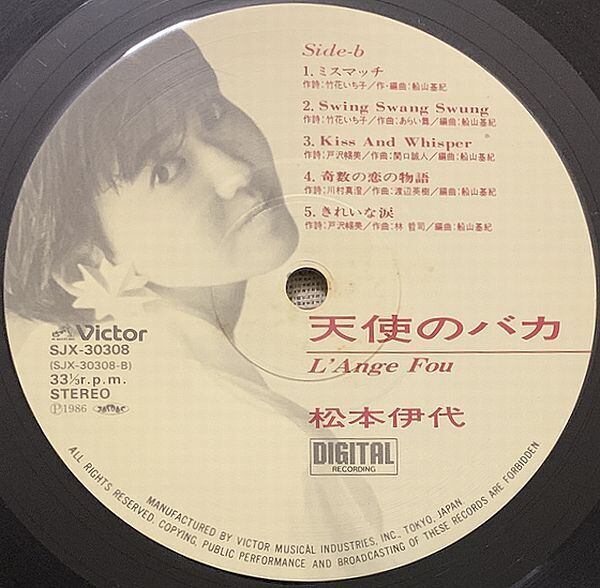 Side-b
1. ミスマッチ
作詩：竹花いち子／作・編曲：船山基紀
2. Swing Swang Swung
作詩：竹花いち子／作曲：あらい舞／編曲：船山基紀
3. Kiss And Whisper
作詩：戸沢暢美／作曲：関口誠人／編曲：船山基紀
4. 奇数の恋の物語
作詩：川村真澄／作曲：渡辺英樹／編曲：船山基紀
5. きれいな涙
作詩：戸沢暢美／作曲：林 哲司／編曲：船山基紀
Victor
SJX-30308
(SJX-30308-B)
33⅓r.p.m.
STEREO
Ⓟ1986 JASRAC
天使のバカ
L'Ange Fou
松本伊代
DIGITAL
RECORDING
MANUFACTURED BY VICTOR MUSICAL INDUSTRIES, INC., TOKYO, JAPAN.
ALL RIGHTS RESERVED. COPYING, PUBLIC PERFORMANCE AND BROADCASTING OF THESE RECORDS ARE FORBIDDEN